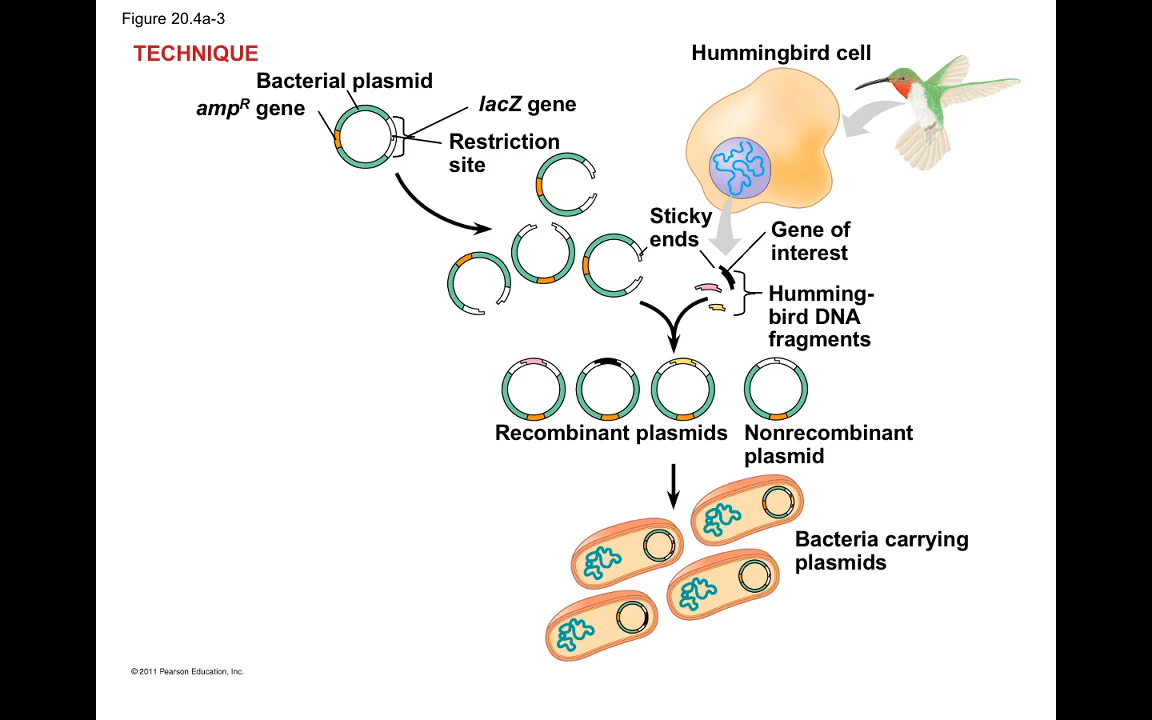 Figure 20.4a-3
TECHNIQUE
Hummingbird cell
Bacterial plasmid
ampR gene
lacZ gene
Restriction
site
Sticky
ends
Gene of
interest
Humming-
bird DNA
fragments
Recombinant plasmids
Nonrecombinant
plasmid
Bacteria carrying
plasmids
© 2011 Pearson Education, Inc.